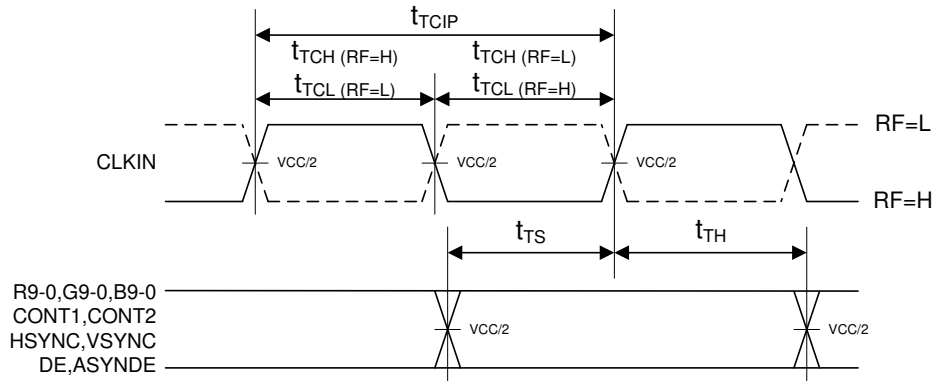 tTCIP
tTCH (RF=H) tTCH (RF=L)
tTCL (RF=L) tTCL (RF=H)
RF=L
CLKIN VCC/2 VCC/2 VCC/2
RF=H
tTS tTH
R9-0,G9-0,B9-0
CONT1,CONT2
VCC/2 VCC/2
HSYNC,VSYNC
DE,ASYNDE